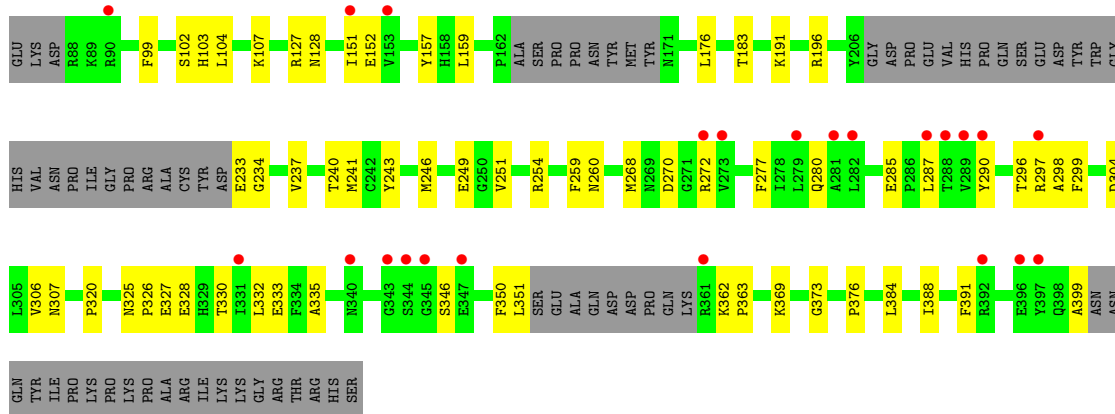 GLU LYS ASP R88 K89 R90 F99 S102 H103 L104 K107 R127 N128 I151 E152 V153 Y157 H158 L159 P162 ALA SER PRO PRO ASN TYR MET TYR N171 L176 T183 K191 R196 Y206 GLY ASP PRO GLU VAL HIS PRO GLN SER GLU ASP TYR TRP GLY
HIS VAL ASN PRO ILE GLY PRO ARG ALA CYS TYR ASP E233 G234 V237 T240 M241 C242 Y243 M246 E249 G250 V251 R254 F259 N260 M268 N269 D270 G271 R272 V273 F277 I278 L279 Q280 A281 L282 E285 P286 L287 T288 V289 Y290 T296 R297 A298 F299 D304
L305 V306 N307 P320 N325 P326 E327 E328 H329 T330 I331 L332 E333 F334 A335 N340 G343 S344 G345 S346 E347 F350 L351 SER GLU ALA GLN ASP ASP PRO GLN LYS R361 K362 P363 K369 G373 P376 L384 I388 F391 R392 E396 Y397 Q398 A399 ASN ASN
GLN TYR ILE PRO LYS PRO LYS PRO ALA ARG ILE LYS LYS GLY ARG THR ARG HIS SER